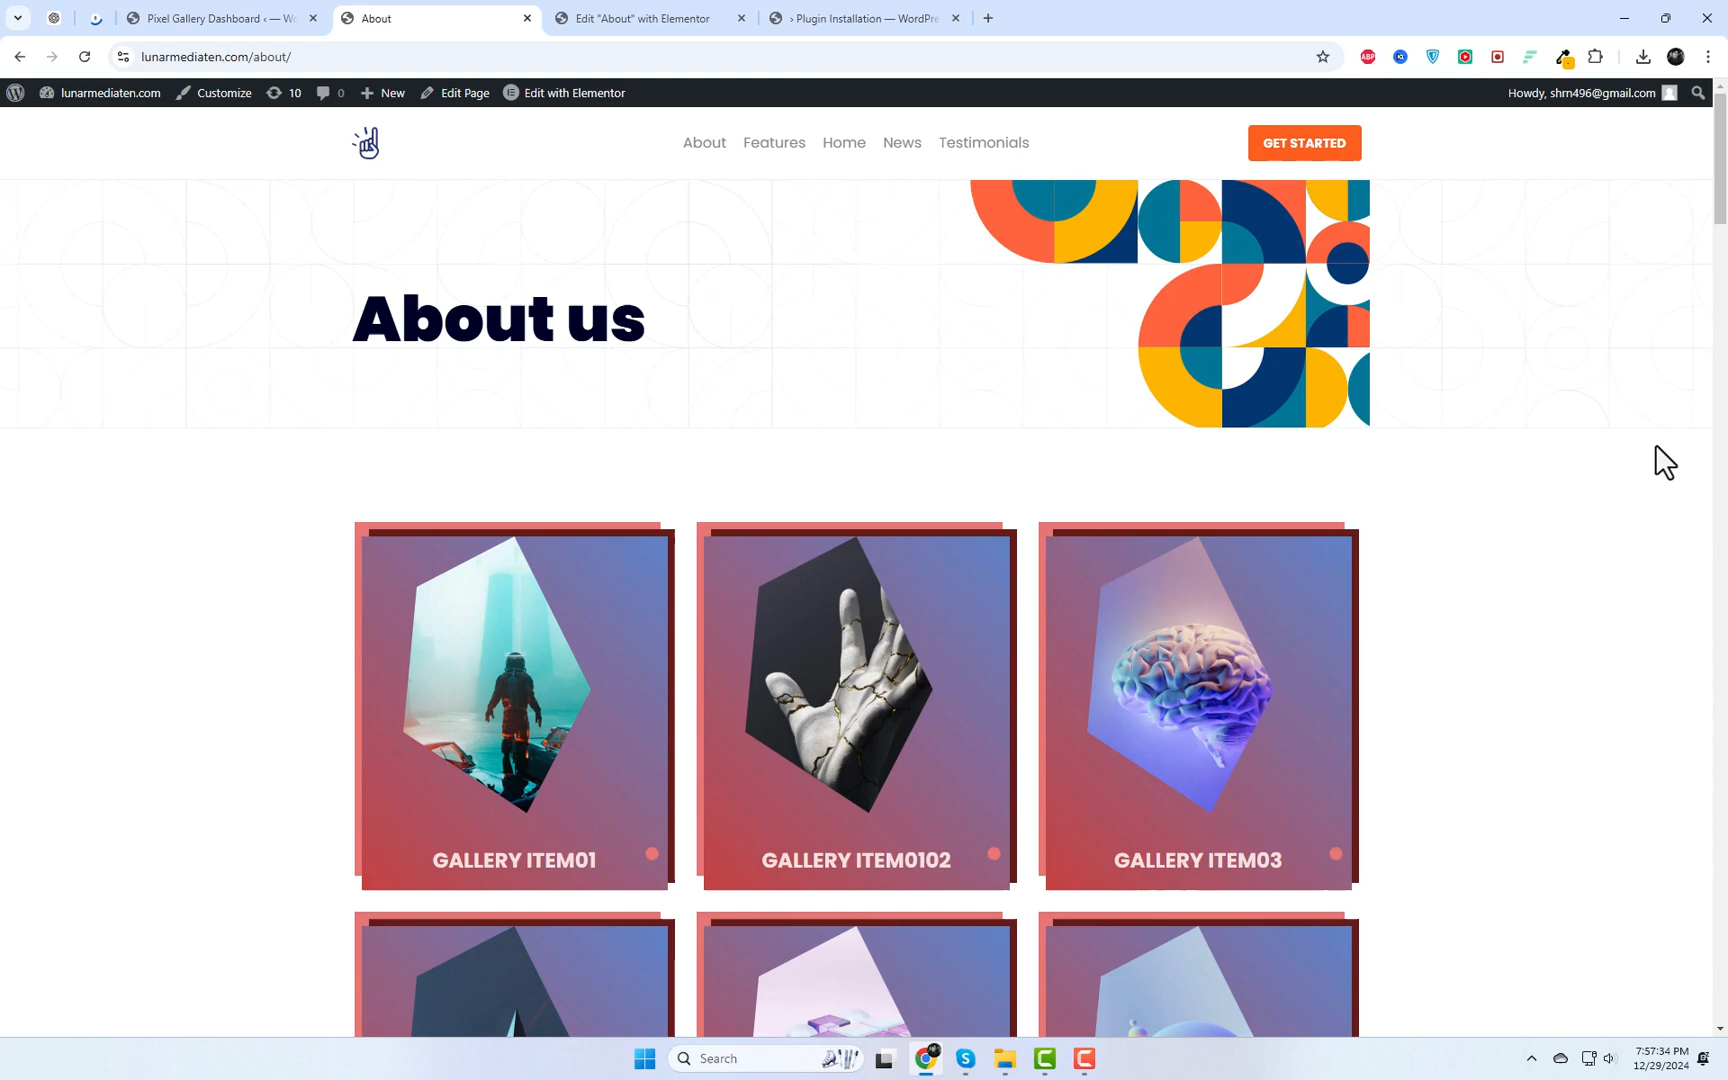 Pixel Gallery Dashboard ‹ — Wo
About
Edit "About" with Elementor
› Plugin Installation — WordPre
lunarmediaten.com/about/
lunarmediaten.com
Customize
10
0
New
Edit Page
Edit with Elementor
Howdy, shrn496@gmail.com
About
Features
Home
News
Testimonials
GET STARTED
About us
GALLERY ITEM01
GALLERY ITEM0102
GALLERY ITEM03
Search
7:57:34 PM
12/29/2024